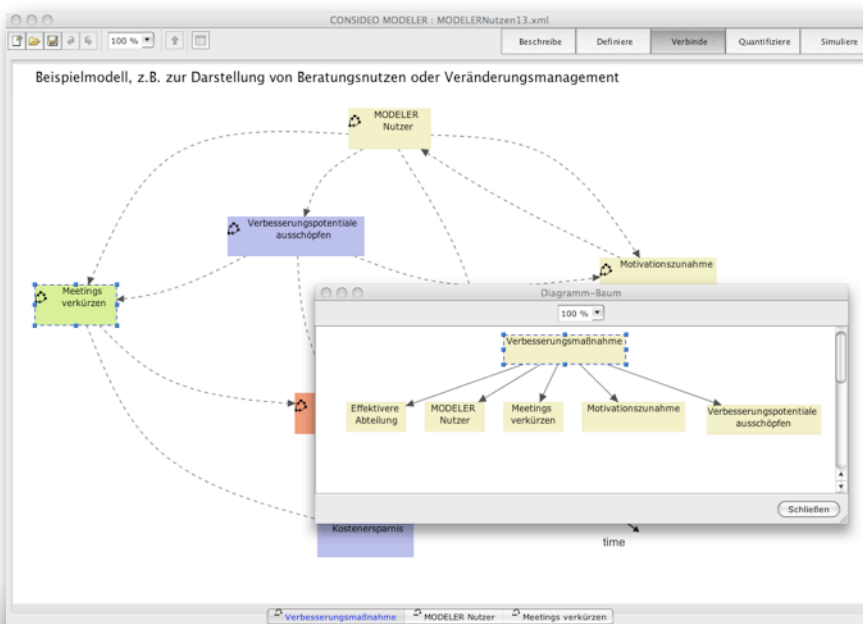 CONSIDEO MODELER : MODELERNutzen13.xml
100 %
Beschreibe
Definiere
Verbinde
Quantifiziere
Simuliere
Beispielmodell, z.B. zur Darstellung von Beratungsnutzen oder Veränderungsmanagement
MODELER
Nutzer
Verbesserungspotentiale
ausschöpfen
Motivationszunahme
Meetings
verkürzen
Diagramm-Baum
100 %
Verbesserungsmaßnahme
Effektivere
Abteilung
MODELER
Nutzer
Meetings
verkürzen
Motivationszunahme
Verbesserungspotentiale
ausschöpfen
Schließen
Kostenersparnis
time
Verbesserungsmaßnahme
MODELER Nutzer
Meetings verkürzen